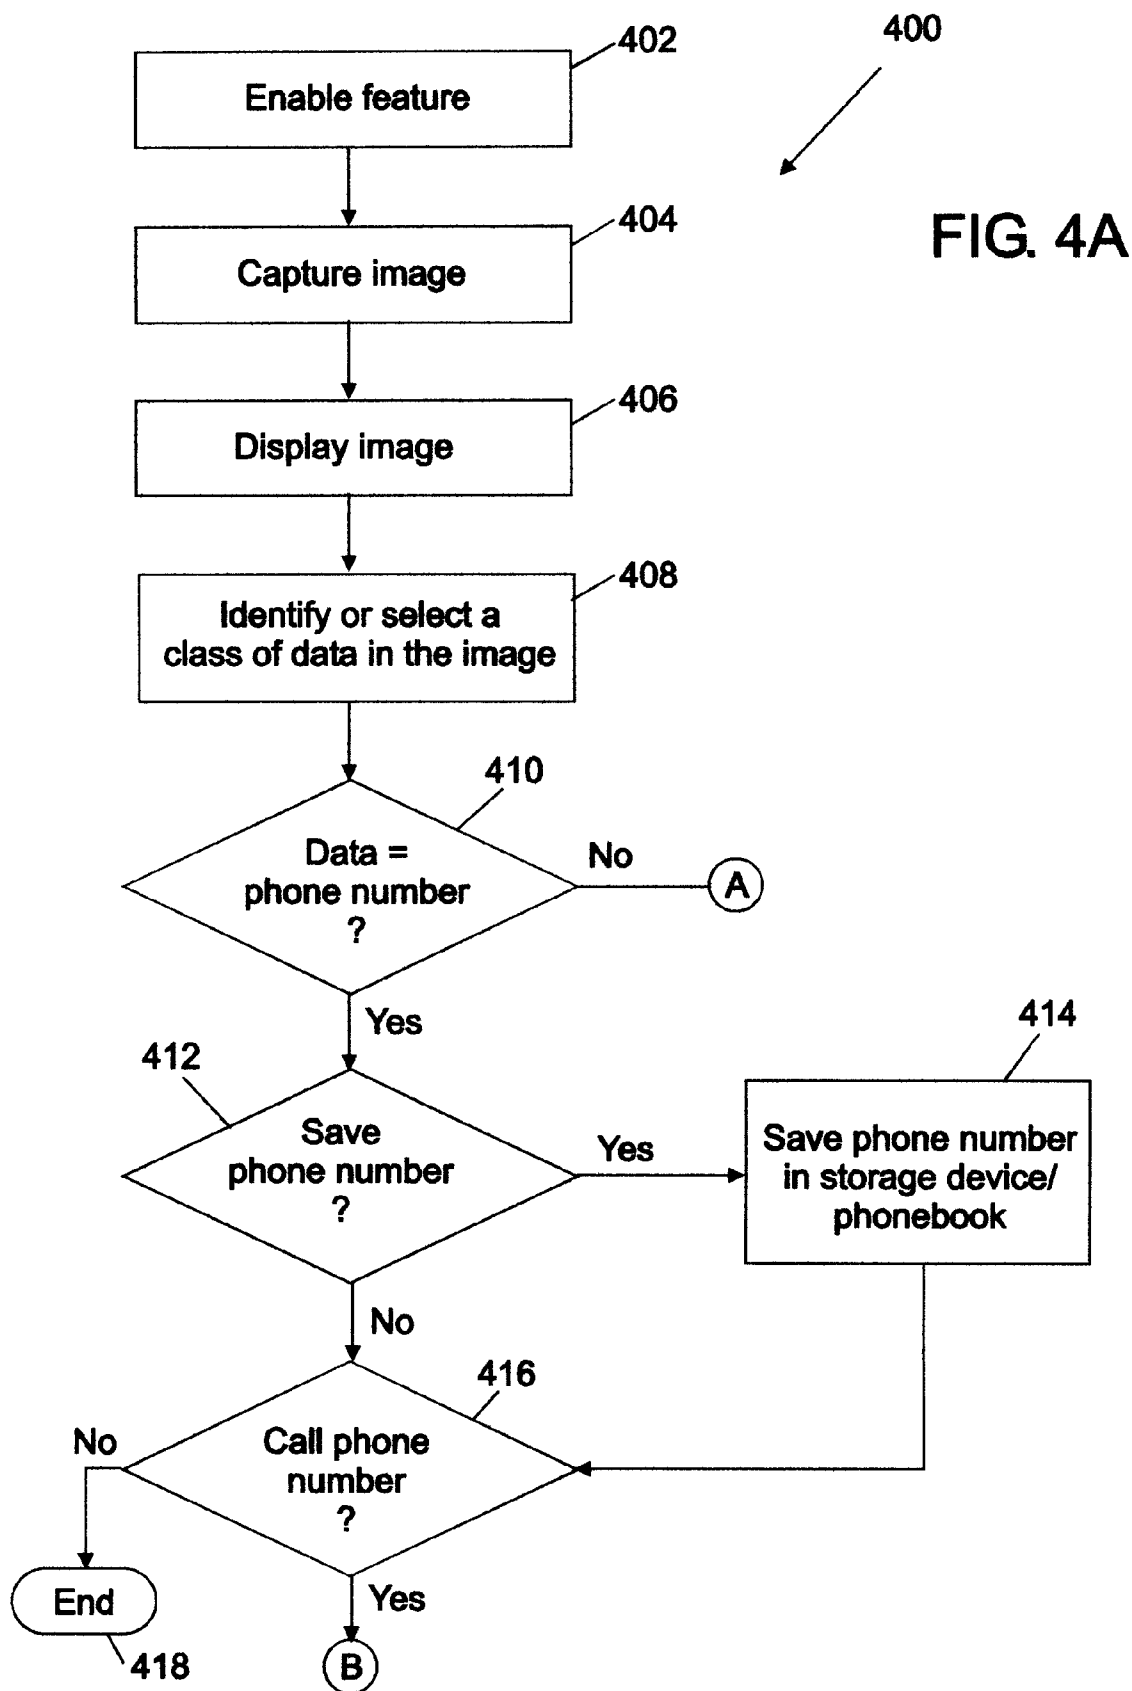 400
402
Enable feature
FIG. 4A
404
Capture image
406
Display image
408
Identify or select a
class of data in the image
410
Data =
phone number
?
No
A
Yes
412
Save
phone number
?
Yes
414
Save phone number
in storage device/
phonebook
No
416
Call phone
number
?
No
End
418
Yes
B